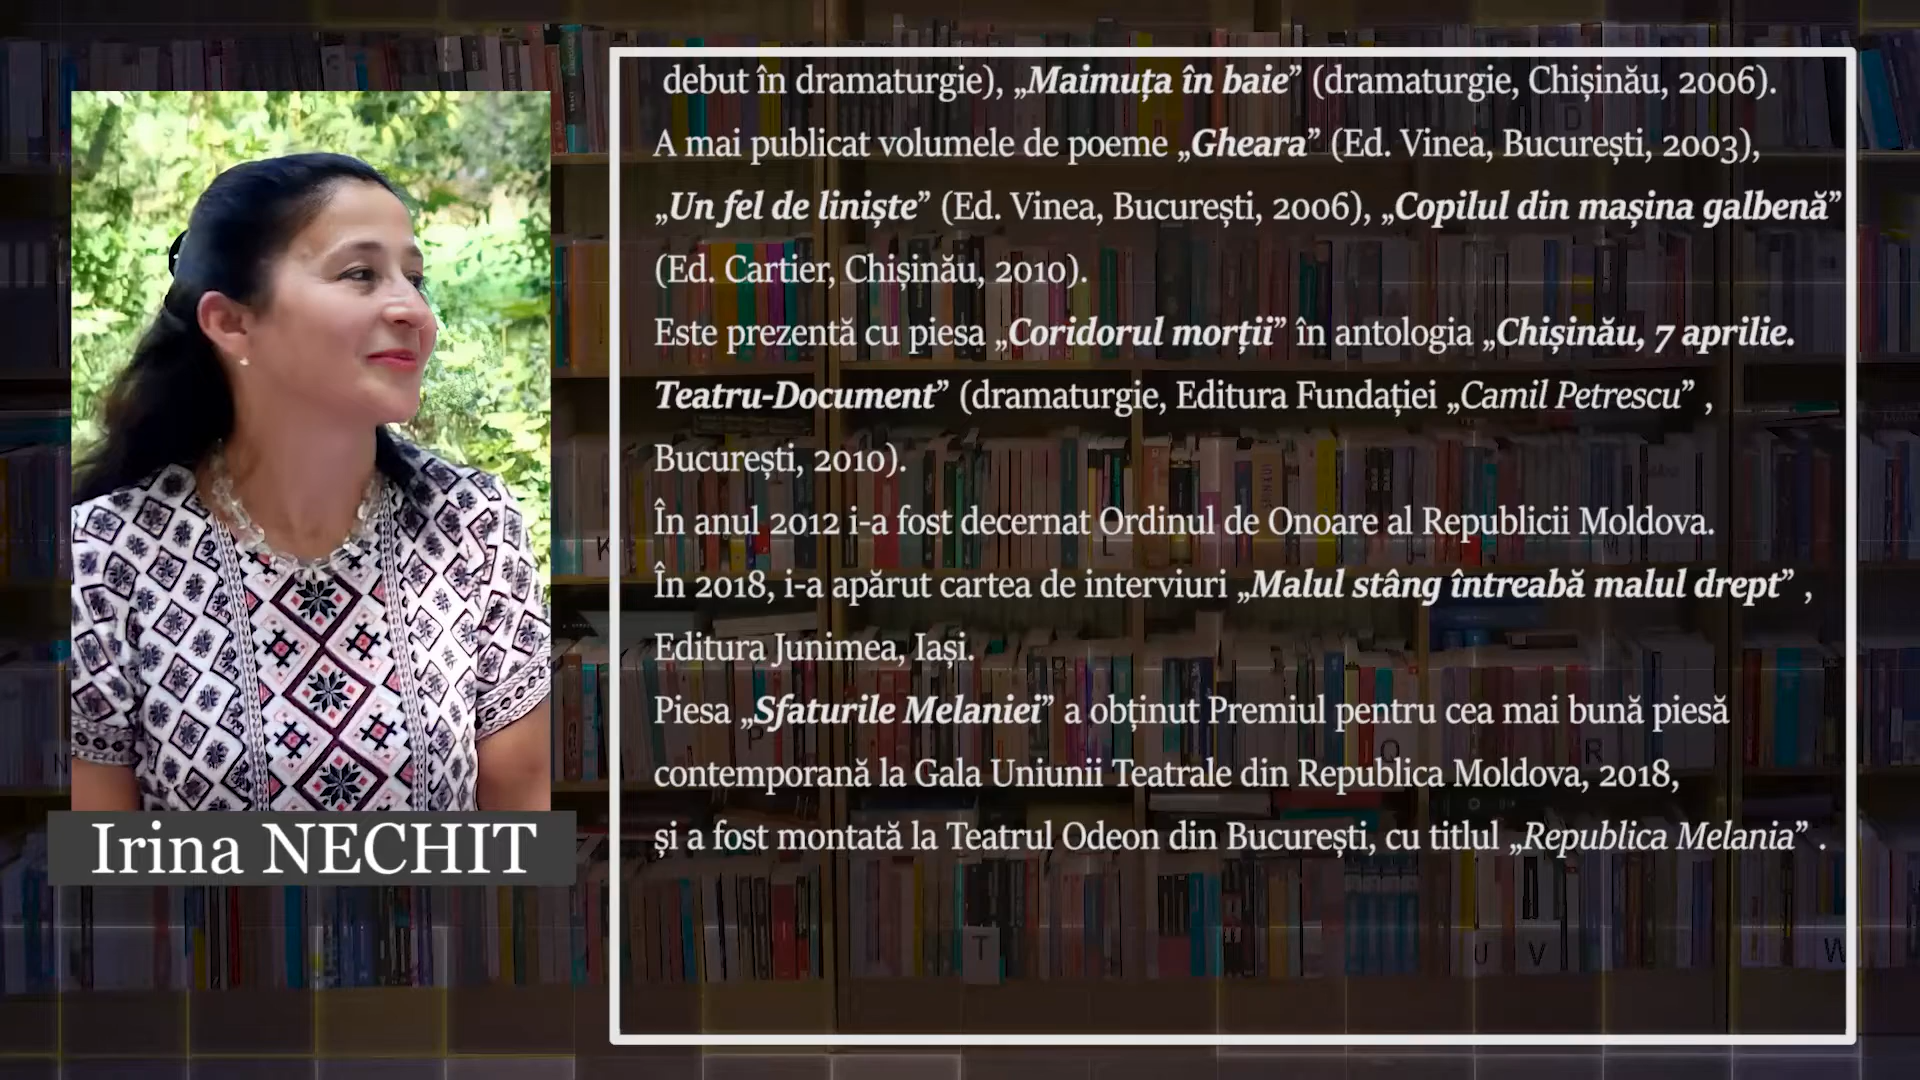 debut în dramaturgie), „Maimuța în baie” (dramaturgie, Chișinău, 2006).
A mai publicat volumele de poeme „Gheara” (Ed. Vinea, București, 2003),
„Un fel de liniște” (Ed. Vinea, București, 2006), „Copilul din mașina galbenă”
(Ed. Cartier, Chișinău, 2010).
Este prezentă cu piesa „Coridorul morții” în antologia „Chișinău, 7 aprilie.
Teatru-Document” (dramaturgie, Editura Fundației „Camil Petrescu” ,
București, 2010).
În anul 2012 i-a fost decernat Ordinul de Onoare al Republicii Moldova.
În 2018, i-a apărut cartea de interviuri „Malul stâng întreabă malul drept” ,
Editura Junimea, Iași.
Piesa „Sfaturile Melaniei” a obținut Premiul pentru cea mai bună piesă
contemporană la Gala Uniunii Teatrale din Republica Moldova, 2018,
și a fost montată la Teatrul Odeon din București, cu titlul „Republica Melania” .
Irina NECHIT